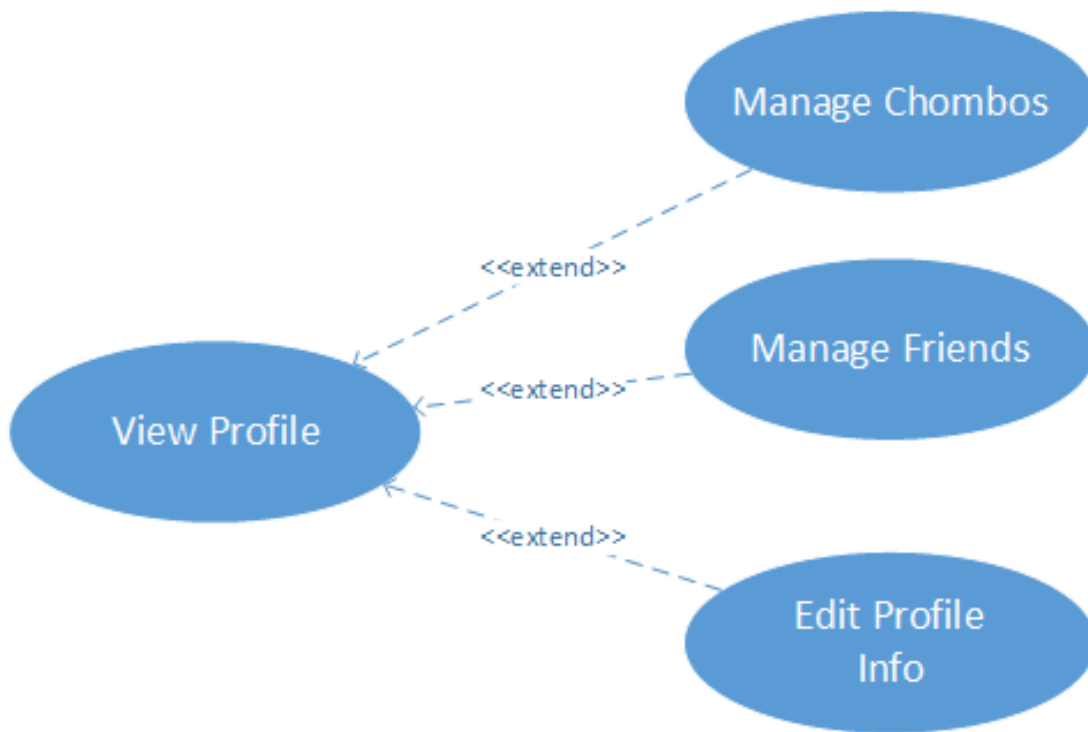 Manage Chombos
<<extend>>
Manage Friends
<<extend>>
View Profile
<<extend>>
Edit Profile
Info